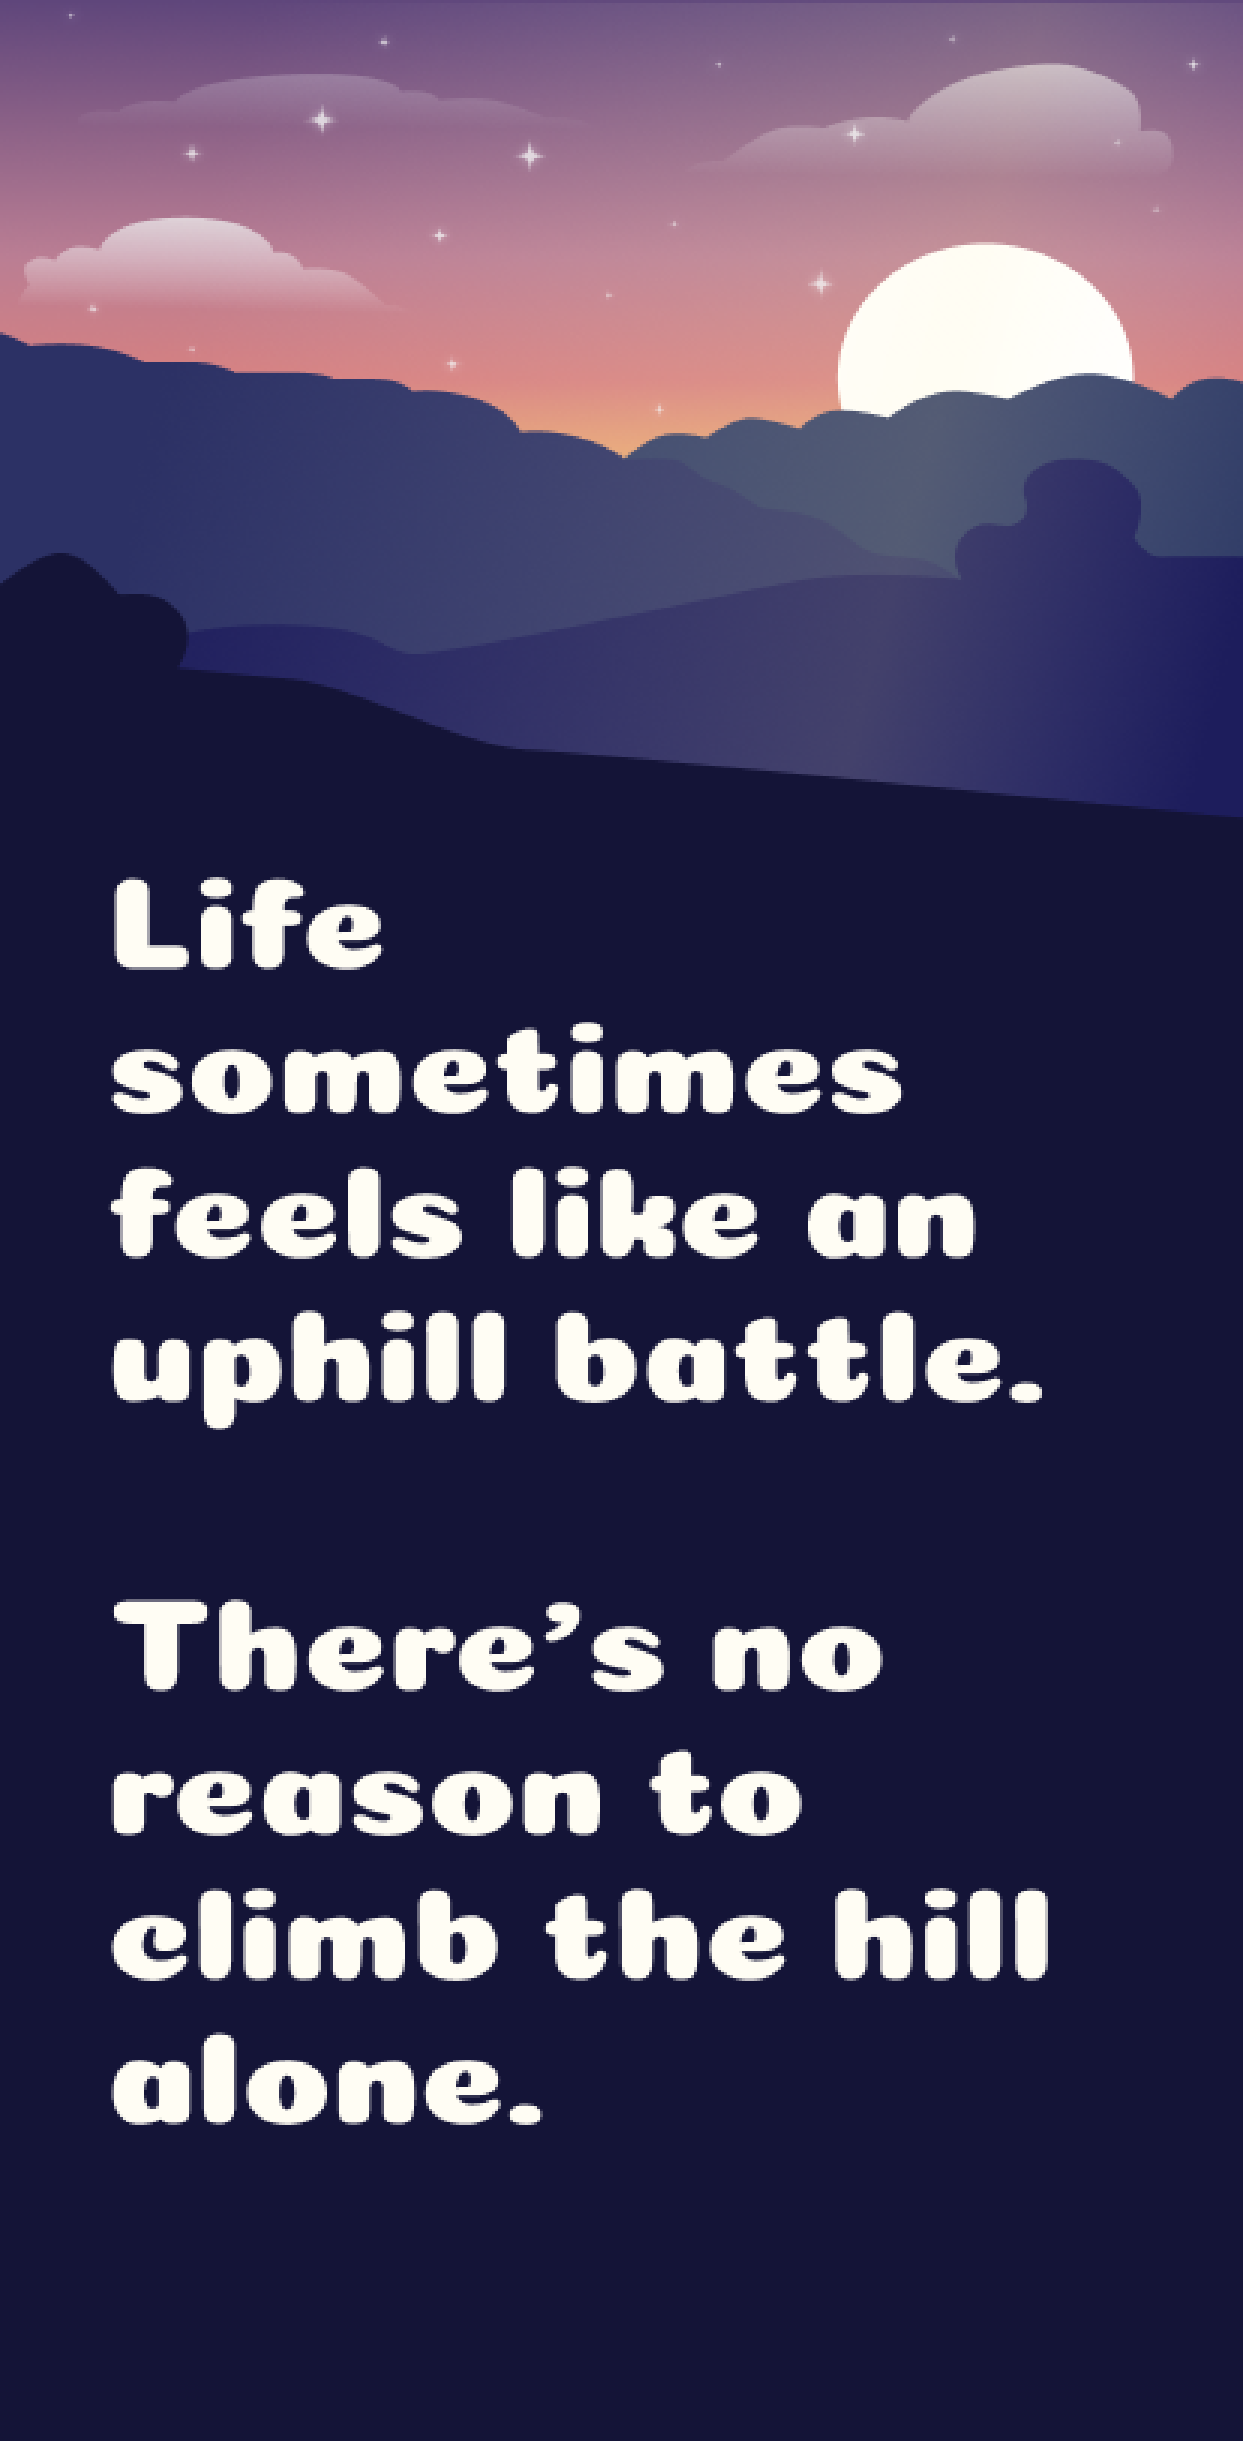 Life
sometimes
feels like an
uphill battle.
There’s no
reason to
climb the hill
alone.